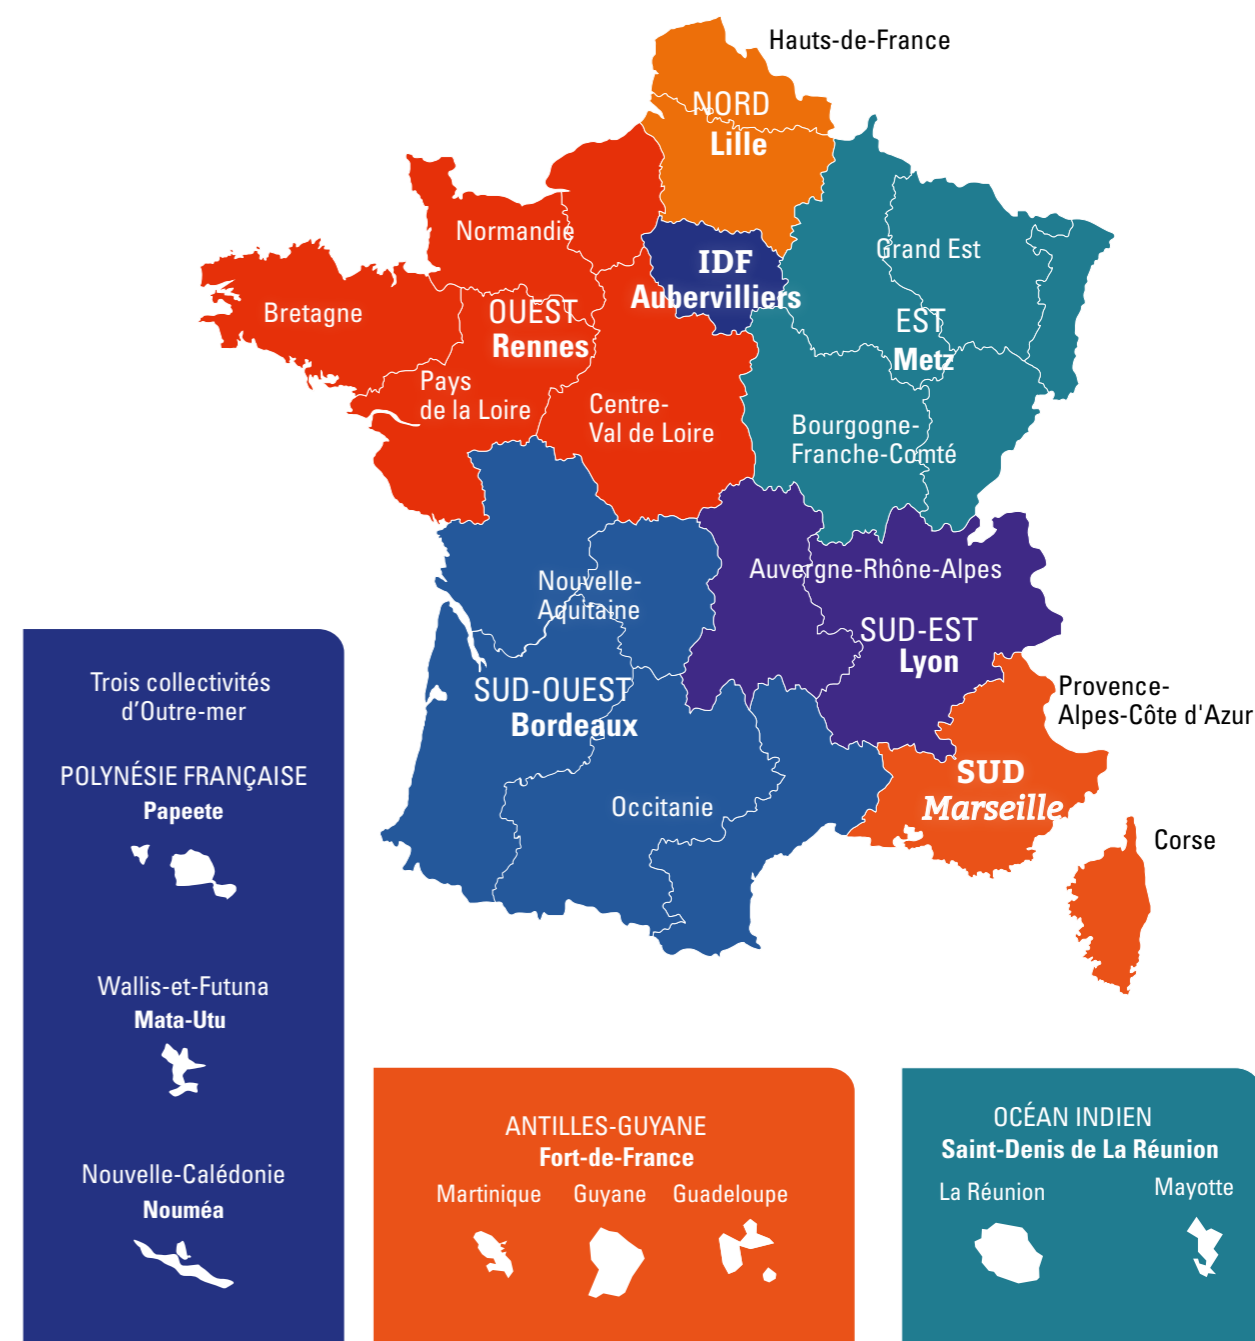 Hauts-de-France
NORD
Lille
Normandie
IDF
Aubervilliers
Grand Est
Bretagne
OUEST
Rennes
EST
Metz
Pays
de la Loire
Centre-
Val de Loire
Bourgogne-
Franche-Comté
Nouvelle-
Aquitaine
Auvergne-Rhône-Alpes
SUD-EST
Lyon
SUD-OUEST
Bordeaux
Provence-
Alpes-Côte d'Azur
Occitanie
SUD
Marseille
Corse
Trois collectivités
d’Outre-mer
POLYNÉSIE FRANÇAISE
Papeete
Wallis-et-Futuna
Mata-Utu
Nouvelle-Calédonie
Nouméa
ANTILLES-GUYANE
Fort-de-France
Martinique Guyane Guadeloupe
OCÉAN INDIEN
Saint-Denis de La Réunion
La Réunion Mayotte